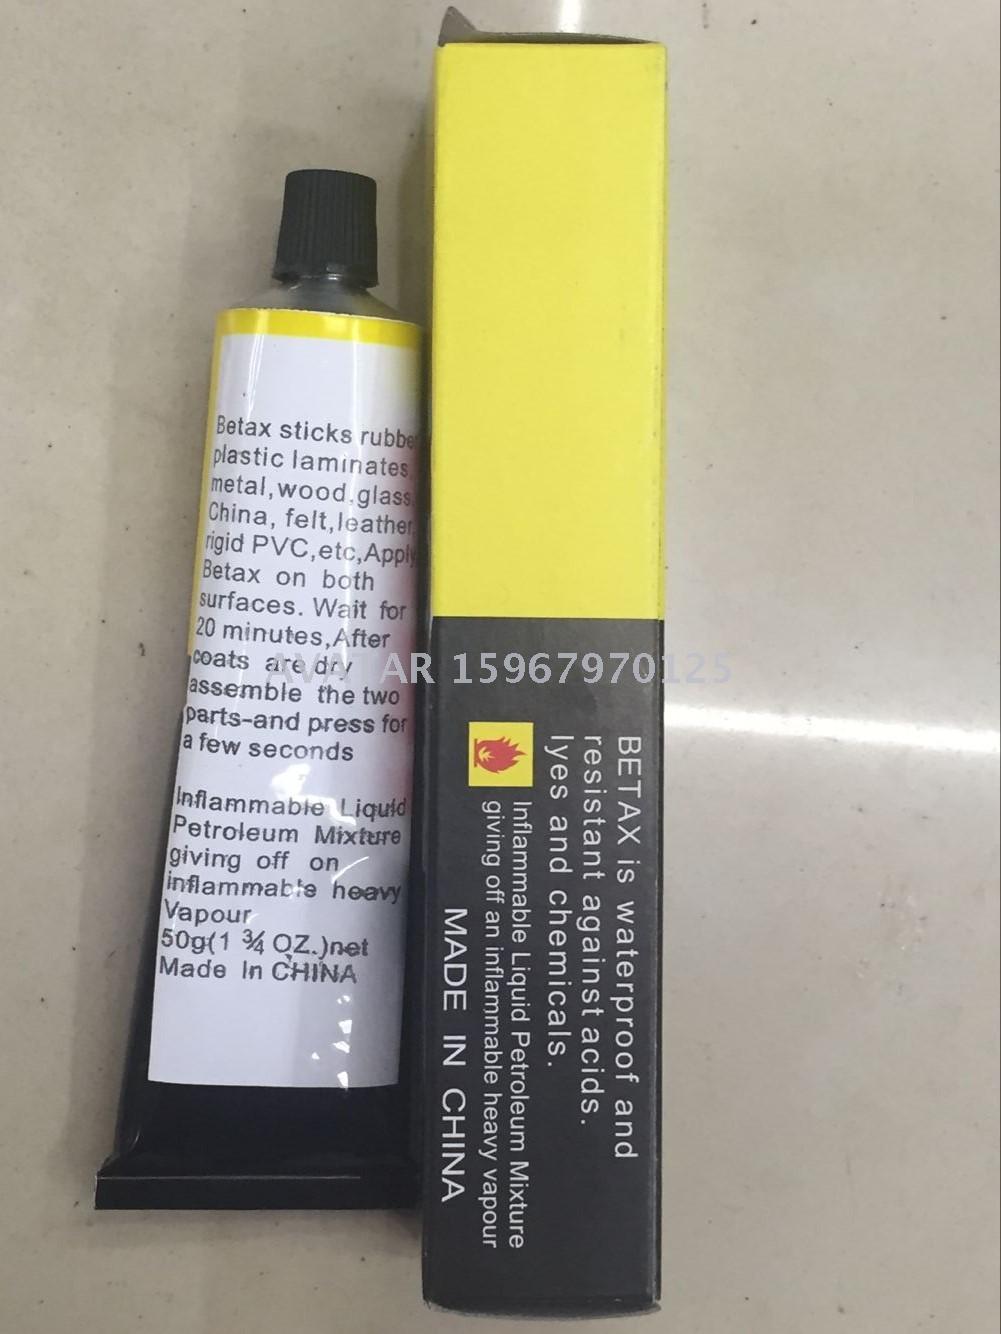 Betax sticks rubber
plastic laminates,
metal,wood,glass,
China, felt,leather,
rigid PVC,etc,Apply
Betax on both
surfaces. Wait for
20 minutes,After
coats are dry
assemble the two
parts-and press for
a few seconds
Inflammable Liquid
Petroleum Mixture
giving off on
inflammable heavy
Vapour
50g(1 ¾ OZ.)net
Made In CHINA
AVATAR 15967970125
BETAX is waterproof and
resistant against acids.
lyes and chemicals.
Inflammable Liquid Petroleum Mixture
giving off an inflammable heavy vapour
MADE IN CHINA